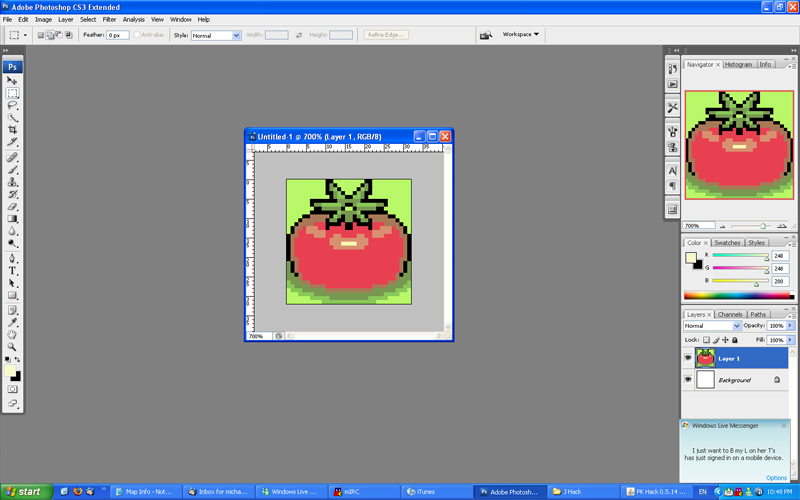 Adobe Photoshop CS3 Extended
File Edit Image Layer Select Filter Analysis View Window Help
Feather: 0 px Anti-alias Style: Normal Width: Height: Refine Edge... Workspace
Ps
Navigator Histogram Info
Untitled-1 @ 700% (Layer 1, RGB/8)
5 0 5 10 15 20 25 30 35
700%
700%
Color Swatches Styles
R 248
G 248
B 200
Layers Channels Paths
Normal Opacity: 100%
Lock: Fill: 100%
Layer 1
Background
Windows Live Messenger
I just want to B my L on her T's
has just signed in on a mobile device.
Options
start Map Info - Not... Inbox for micha... Windows Live ... mIRC iTunes Adobe Photosh... J Hack PK Hack 0.5.14 ... EN 10:48 PM